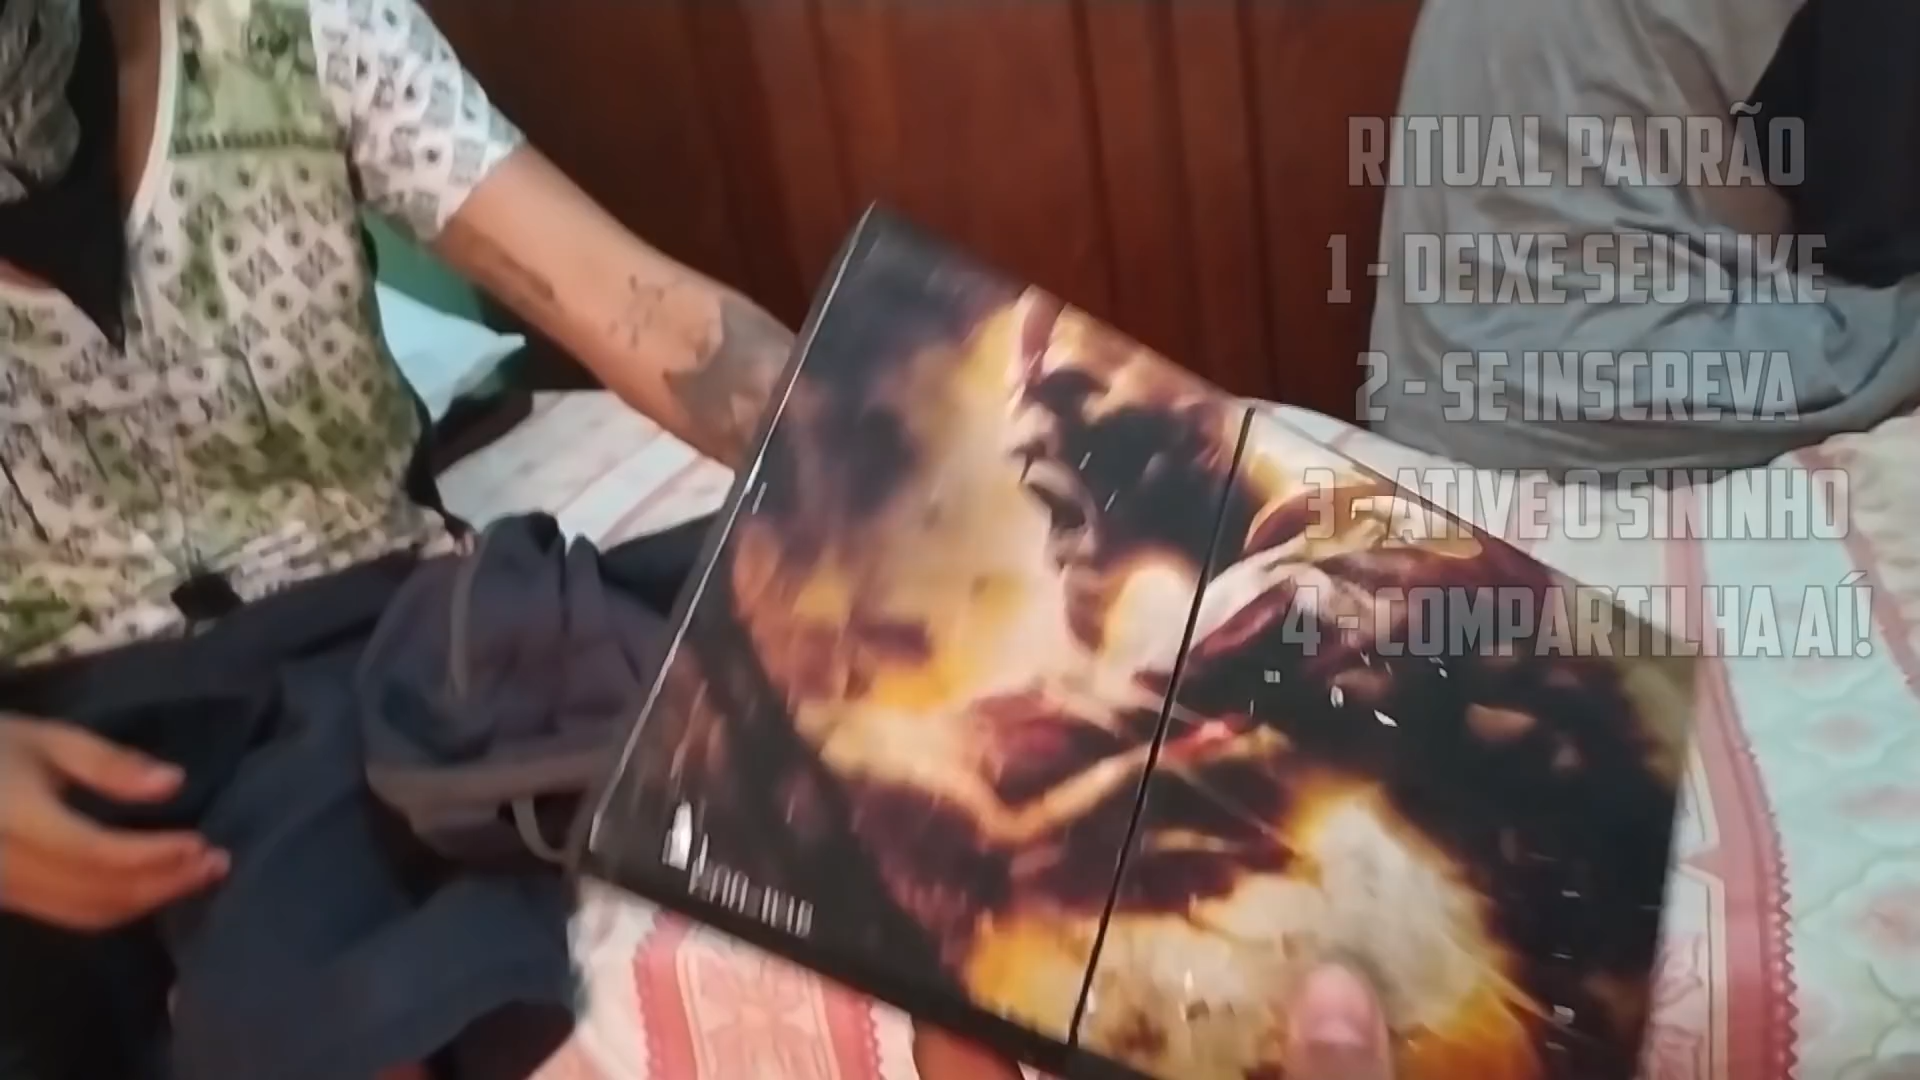 RITUAL PADRÃO
1 - DEIXE SEU LIKE
2 - SE INSCREVA
3 - ATIVE O SININHO
4 - COMPARTILHA AÍ!